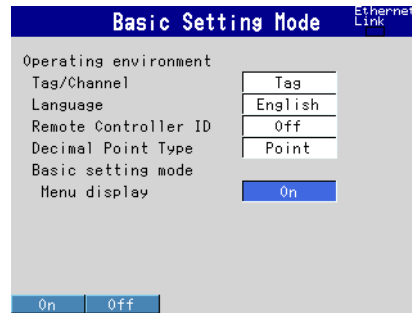 Basic Setting Mode
Ethernet
Link
Operating environment
Tag/Channel Tag
Language English
Remote Controller ID Off
Decimal Point Type Point
Basic setting mode
Menu display On
On Off